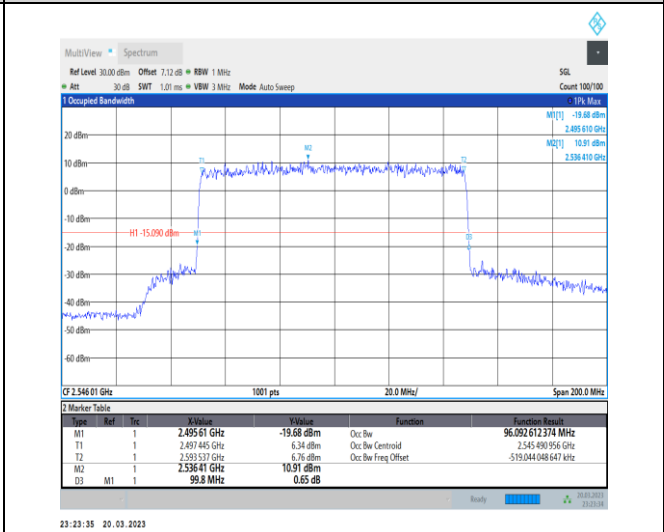 MultiView Spectrum
Ref Level 30.00 dBm Offset 7.12 dB RBW 1 MHz SGL
Att 30 dB SWT 1.01 ms VBW 3 MHz Mode Auto Sweep Count 100/100
1 Occupied Bandwidth 1Pk Max
M1[1] -19.68 dBm
2.495 610 GHz
M2[1] 10.91 dBm
2.536 410 GHz
20 dBm
M2
T1
T2
10 dBm
0 dBm
-10 dBm
H1 -15.090 dBm
M1
D3
-20 dBm
-30 dBm
-40 dBm
-50 dBm
-60 dBm
CF 2.546 01 GHz 1001 pts 20.0 MHz/ Span 200.0 MHz
2 Marker Table
Type Ref Trc X-Value Y-Value Function Function Result
M1 1 2.495 61 GHz -19.68 dBm Occ Bw 96.092 612 374 MHz
T1 1 2.497 445 GHz 6.34 dBm Occ Bw Centroid 2.545 490 956 GHz
T2 1 2.593 537 GHz 6.76 dBm Occ Bw Freq Offset -519.044 048 647 kHz
M2 1 2.536 41 GHz 10.91 dBm
D3 M1 1 99.8 MHz 0.65 dB
Ready 20.03.2023
23:23:34
23:23:35 20.03.2023